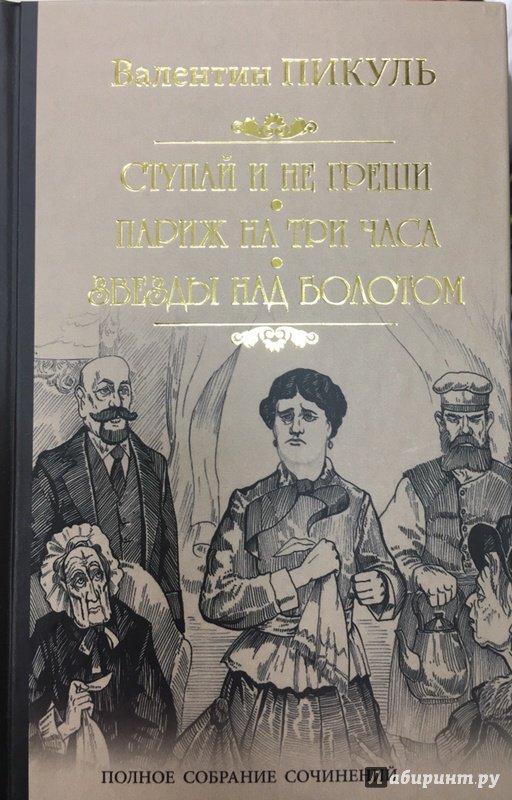 Валентин ПИКУЛЬ
СТУПАЙ И НЕ ГРЕШИ
•
ПАРИЖ НА ТРИ ЧАСА
•
ЗВЕЗДЫ НАД БОЛОТОМ
ПОЛНОЕ СОБРАНИЕ СОЧИНЕНИЙ
Лабиринт.ру